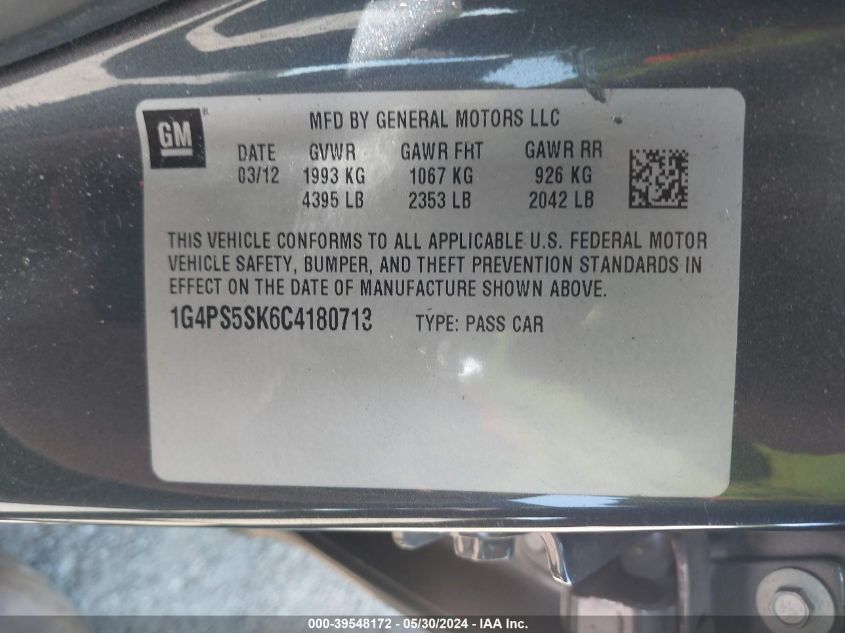 GM ®
MFD BY GENERAL MOTORS LLC
DATE GVWR GAWR FRT GAWR RR
03/12 1993 KG 1067 KG 926 KG
4395 LB 2353 LB 2042 LB
THIS VEHICLE CONFORMS TO ALL APPLICABLE U.S. FEDERAL MOTOR
VEHICLE SAFETY, BUMPER, AND THEFT PREVENTION STANDARDS IN
EFFECT ON THE DATE OF MANUFACTURE SHOWN ABOVE.
1G4PS5SK6C4180713 TYPE: PASS CAR
000-39548172 - 05/30/2024 - IAA Inc.